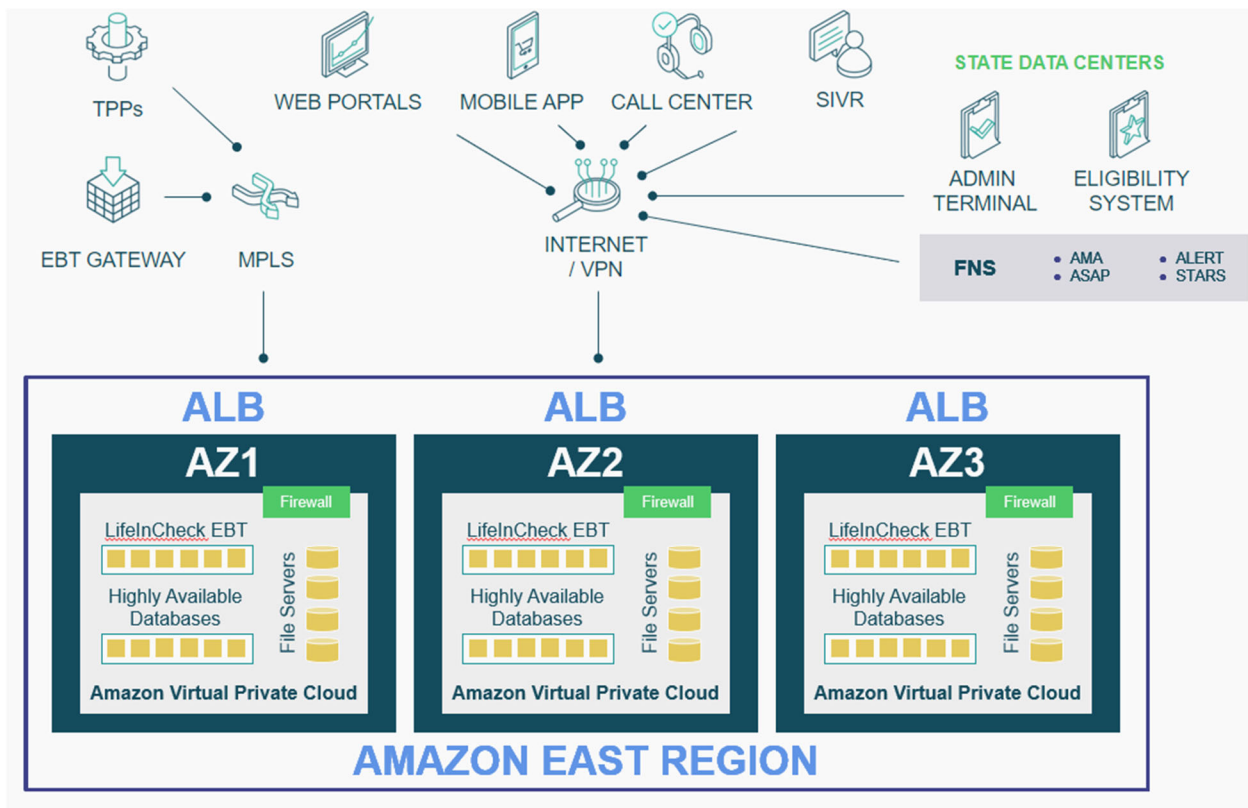 TPPs
WEB PORTALS
MOBILE APP
CALL CENTER
SIVR
STATE DATA CENTERS
ADMIN
TERMINAL
ELIGIBILITY
SYSTEM
EBT GATEWAY
MPLS
INTERNET
/ VPN
FNS
• AMA
• ASAP
• ALERT
• STARS
ALB
AZ1
Firewall
LifeInCheck EBT
Highly Available
Databases
File Servers
Amazon Virtual Private Cloud
ALB
AZ2
Firewall
LifeInCheck EBT
Highly Available
Databases
File Servers
Amazon Virtual Private Cloud
ALB
AZ3
Firewall
LifeInCheck EBT
Highly Available
Databases
File Servers
Amazon Virtual Private Cloud
AMAZON EAST REGION